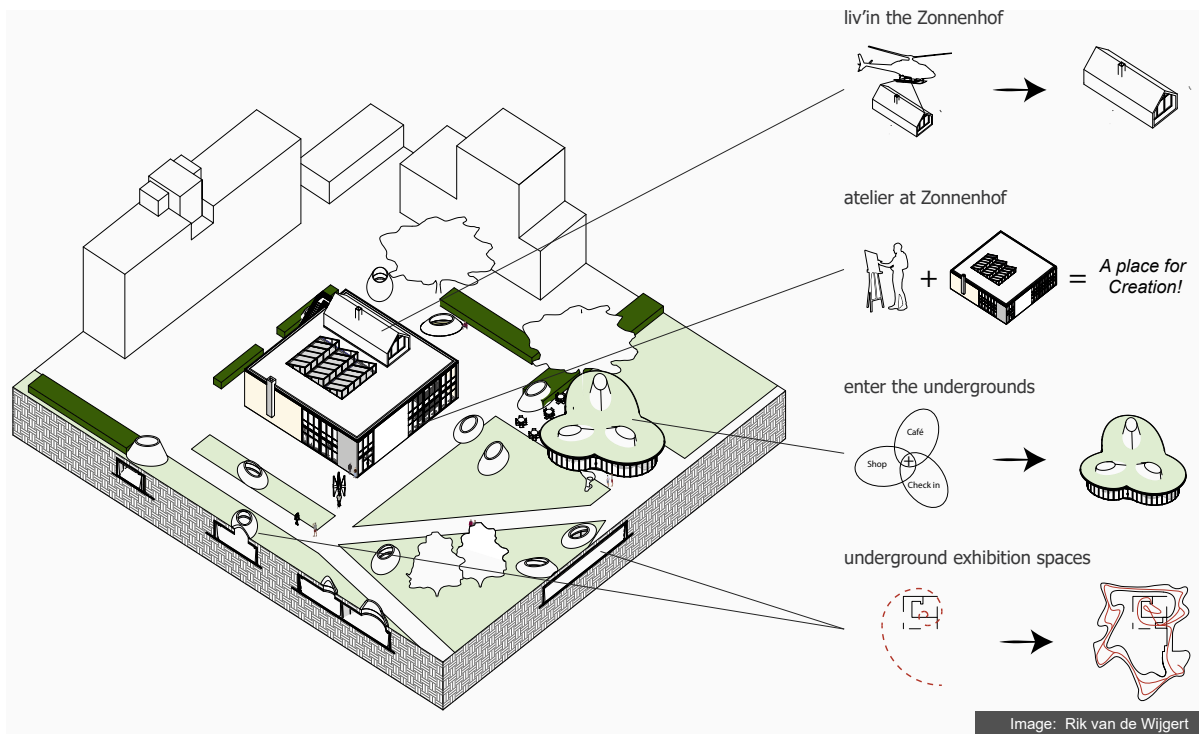 liv'in the Zonnenhof
atelier at Zonnenhof
+
=
A place for
Creation!
enter the undergrounds
Café
Shop
Check in
underground exhibition spaces
Image: Rik van de Wijgert